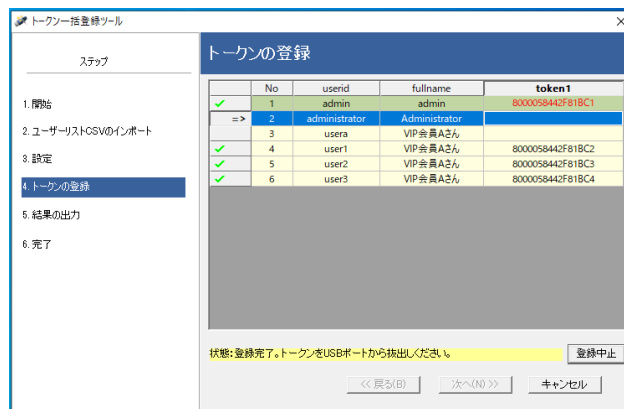 トークン一括登録ツール
ステップ
1. 開始
2. ユーザーリストCSVのインポート
3. 設定
4. トークンの登録
5. 結果の出力
6. 完了
トークンの登録
No userid fullname token1
1 admin admin 8000058442F81BC1
=> 2 administrator Administrator
3 usera VIP会員Aさん
4 user1 VIP会員Aさん 8000058442F81BC2
5 user2 VIP会員Aさん 8000058442F81BC3
6 user3 VIP会員Aさん 8000058442F81BC4
状態:登録完了。トークンをUSBポートから抜出しください。
登録中止
<< 戻る(B) 次へ(N) >> キャンセル